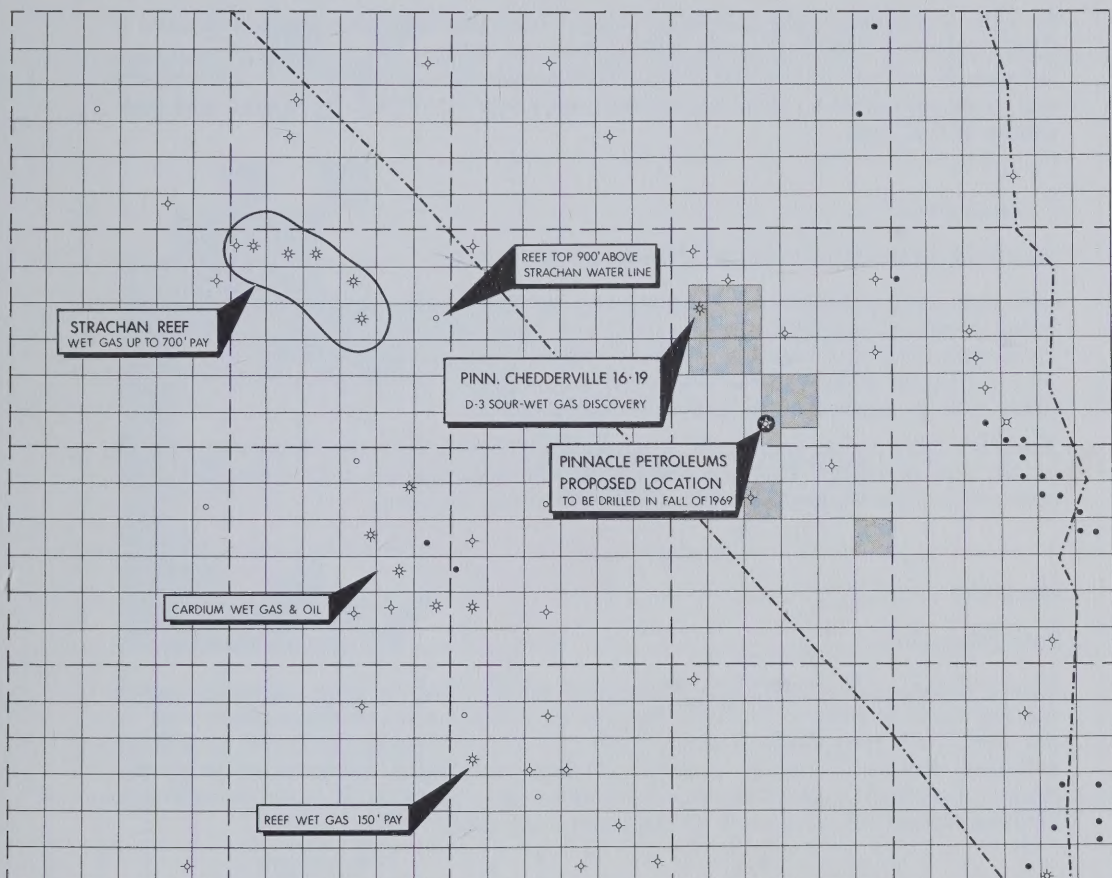 REEF TOP 900' ABOVE
STRACHAN WATER LINE
STRACHAN REEF
WET GAS UP TO 700' PAY
PINN. CHEDDERVILLE 16·19
D-3 SOUR-WET GAS DISCOVERY
PINNACLE PETROLEUMS
PROPOSED LOCATION
TO BE DRILLED IN FALL OF 1969
CARDIUM WET GAS & OIL
REEF WET GAS 150' PAY